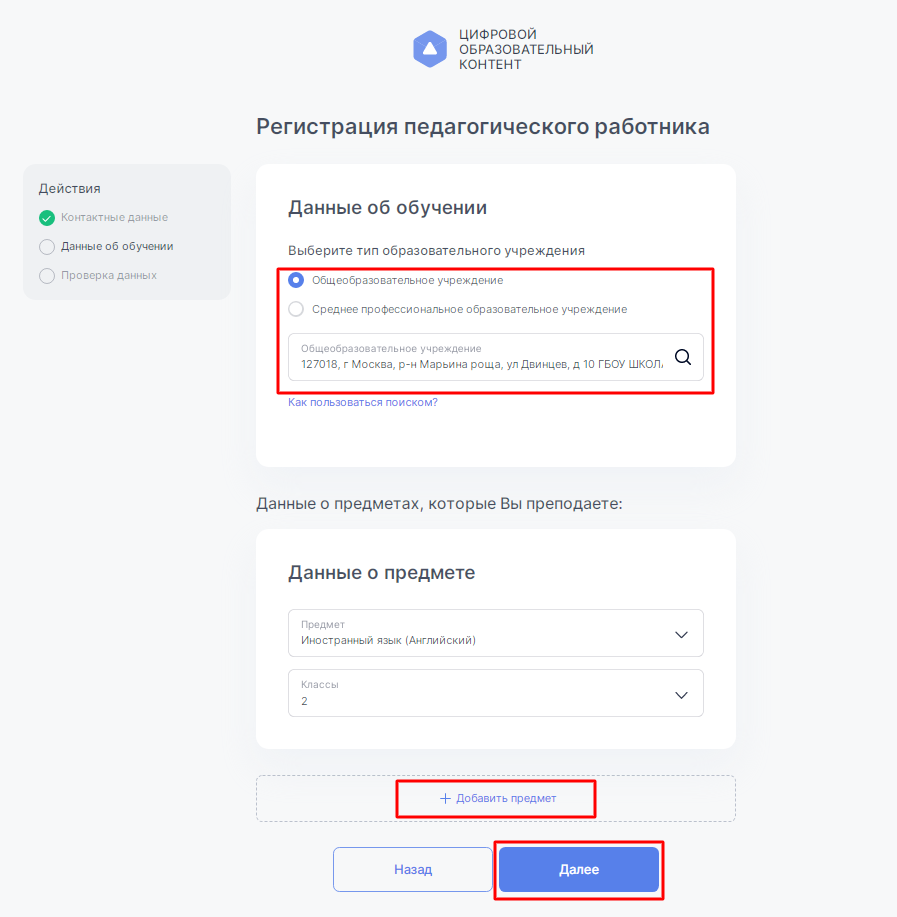 ЦИФРОВОЙ
ОБРАЗОВАТЕЛЬНЫЙ
КОНТЕНТ
Регистрация педагогического работника
Действия
Контактные данные
Данные об обучении
Проверка данных
Данные об обучении
Выберите тип образовательного учреждения
Общеобразовательное учреждение
Среднее профессиональное образовательное учреждение
Общеобразовательное учреждение
127018, г Москва, р-н Марьина роща, ул Двинцев, д 10 ГБОУ ШКОЛА
Как пользоваться поиском?
Данные о предметах, которые Вы преподаете:
Данные о предмете
Предмет
Иностранный язык (Английский)
Классы
2
+ Добавить предмет
Назад
Далее